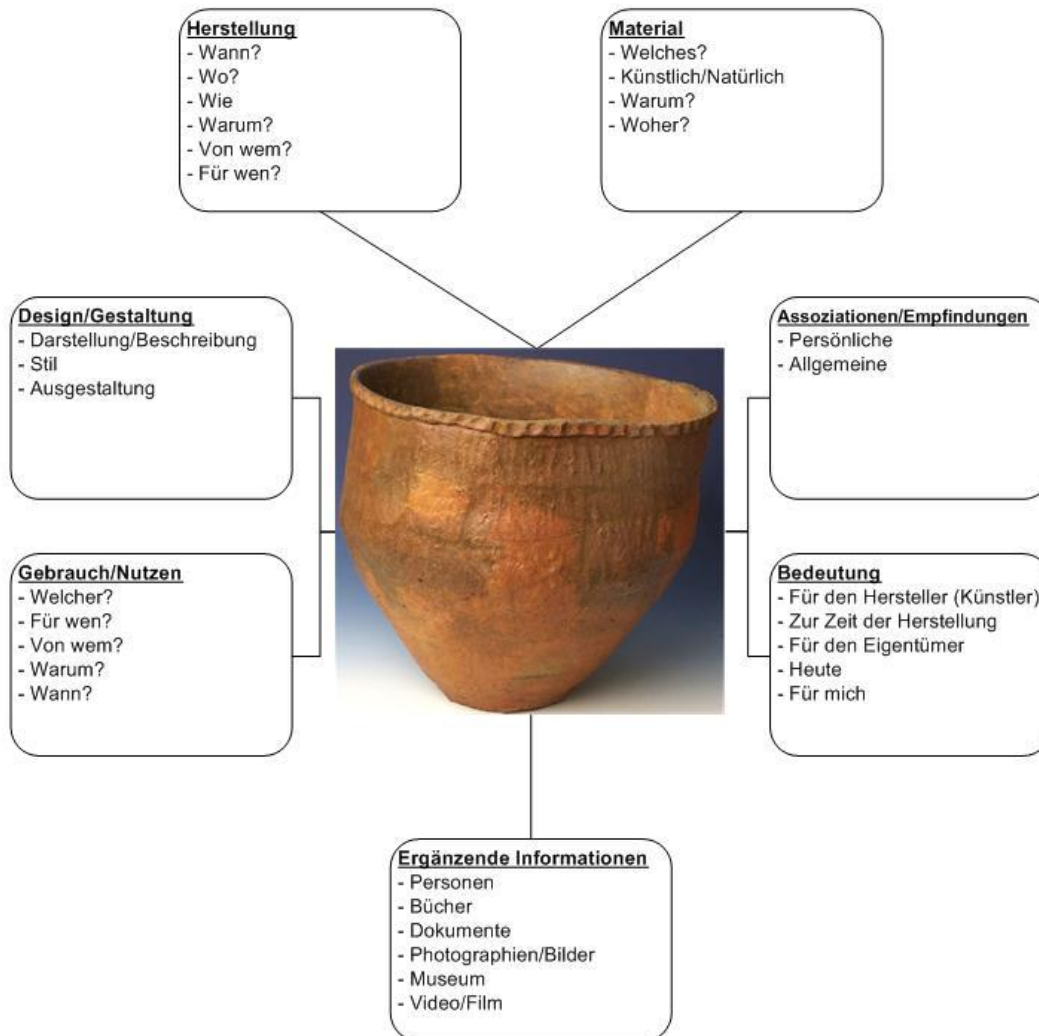 Herstellung
- Wann?
- Wo?
- Wie
- Warum?
- Von wem?
- Für wen?
Material
- Welches?
- Künstlich/Natürlich
- Warum?
- Woher?
Design/Gestaltung
- Darstellung/Beschreibung
- Stil
- Ausgestaltung
Assoziationen/Empfindungen
- Persönliche
- Allgemeine
Gebrauch/Nutzen
- Welcher?
- Für wen?
- Von wem?
- Warum?
- Wann?
Bedeutung
- Für den Hersteller (Künstler)
- Zur Zeit der Herstellung
- Für den Eigentümer
- Heute
- Für mich
Ergänzende Informationen
- Personen
- Bücher
- Dokumente
- Photographien/Bilder
- Museum
- Video/Film